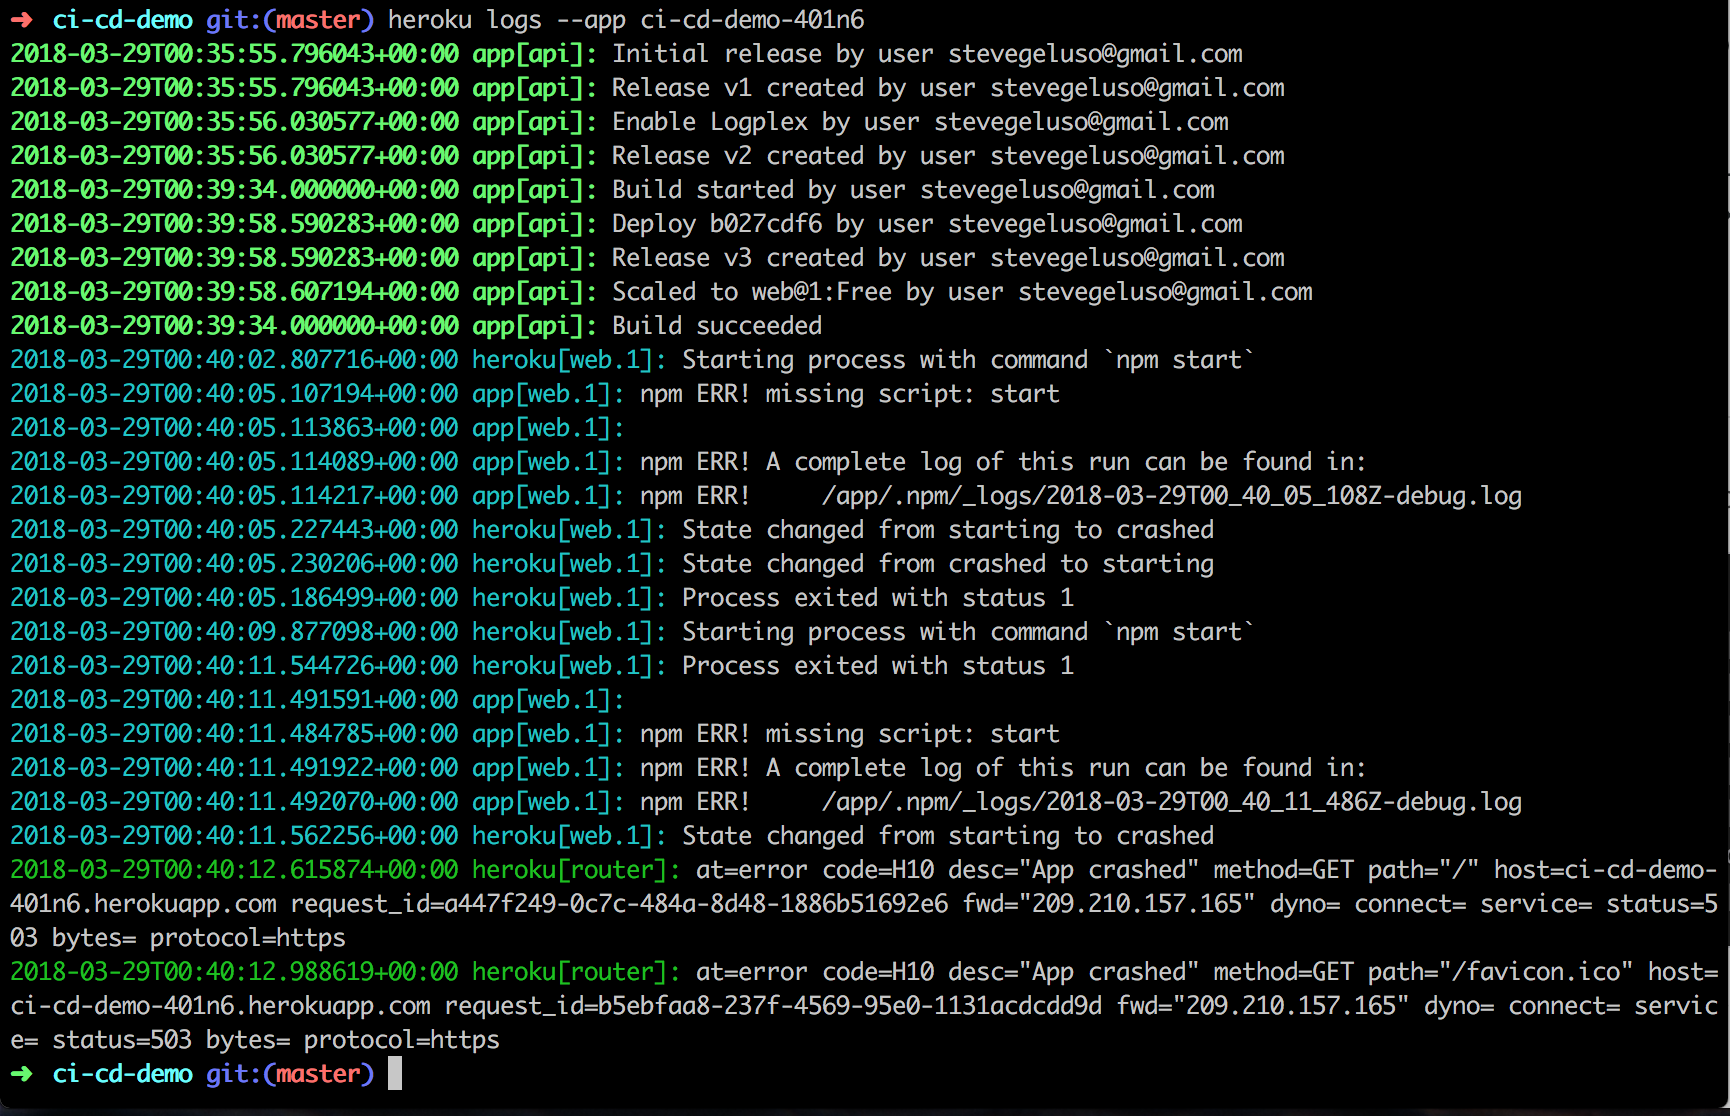 ➜ ci-cd-demo git:(master) heroku logs --app ci-cd-demo-401n6
2018-03-29T00:35:55.796043+00:00 app[api]: Initial release by user stevegeluso@gmail.com
2018-03-29T00:35:55.796043+00:00 app[api]: Release v1 created by user stevegeluso@gmail.com
2018-03-29T00:35:56.030577+00:00 app[api]: Enable Logplex by user stevegeluso@gmail.com
2018-03-29T00:35:56.030577+00:00 app[api]: Release v2 created by user stevegeluso@gmail.com
2018-03-29T00:39:34.000000+00:00 app[api]: Build started by user stevegeluso@gmail.com
2018-03-29T00:39:58.590283+00:00 app[api]: Deploy b027cdf6 by user stevegeluso@gmail.com
2018-03-29T00:39:58.590283+00:00 app[api]: Release v3 created by user stevegeluso@gmail.com
2018-03-29T00:39:58.607194+00:00 app[api]: Scaled to web@1:Free by user stevegeluso@gmail.com
2018-03-29T00:39:34.000000+00:00 app[api]: Build succeeded
2018-03-29T00:40:02.807716+00:00 heroku[web.1]: Starting process with command `npm start`
2018-03-29T00:40:05.107194+00:00 app[web.1]: npm ERR! missing script: start
2018-03-29T00:40:05.113863+00:00 app[web.1]:
2018-03-29T00:40:05.114089+00:00 app[web.1]: npm ERR! A complete log of this run can be found in:
2018-03-29T00:40:05.114217+00:00 app[web.1]: npm ERR!     /app/.npm/_logs/2018-03-29T00_40_05_108Z-debug.log
2018-03-29T00:40:05.227443+00:00 heroku[web.1]: State changed from starting to crashed
2018-03-29T00:40:05.230206+00:00 heroku[web.1]: State changed from crashed to starting
2018-03-29T00:40:05.186499+00:00 heroku[web.1]: Process exited with status 1
2018-03-29T00:40:09.877098+00:00 heroku[web.1]: Starting process with command `npm start`
2018-03-29T00:40:11.544726+00:00 heroku[web.1]: Process exited with status 1
2018-03-29T00:40:11.491591+00:00 app[web.1]:
2018-03-29T00:40:11.484785+00:00 app[web.1]: npm ERR! missing script: start
2018-03-29T00:40:11.491922+00:00 app[web.1]: npm ERR! A complete log of this run can be found in:
2018-03-29T00:40:11.492070+00:00 app[web.1]: npm ERR!     /app/.npm/_logs/2018-03-29T00_40_11_486Z-debug.log
2018-03-29T00:40:11.562256+00:00 heroku[web.1]: State changed from starting to crashed
2018-03-29T00:40:12.615874+00:00 heroku[router]: at=error code=H10 desc="App crashed" method=GET path="/" host=ci-cd-demo-
401n6.herokuapp.com request_id=a447f249-0c7c-484a-8d48-1886b51692e6 fwd="209.210.157.165" dyno= connect= service= status=5
03 bytes= protocol=https
2018-03-29T00:40:12.988619+00:00 heroku[router]: at=error code=H10 desc="App crashed" method=GET path="/favicon.ico" host=
ci-cd-demo-401n6.herokuapp.com request_id=b5ebfaa8-237f-4569-95e0-1131acdcdd9d fwd="209.210.157.165" dyno= connect= servic
e= status=503 bytes= protocol=https
➜ ci-cd-demo git:(master)